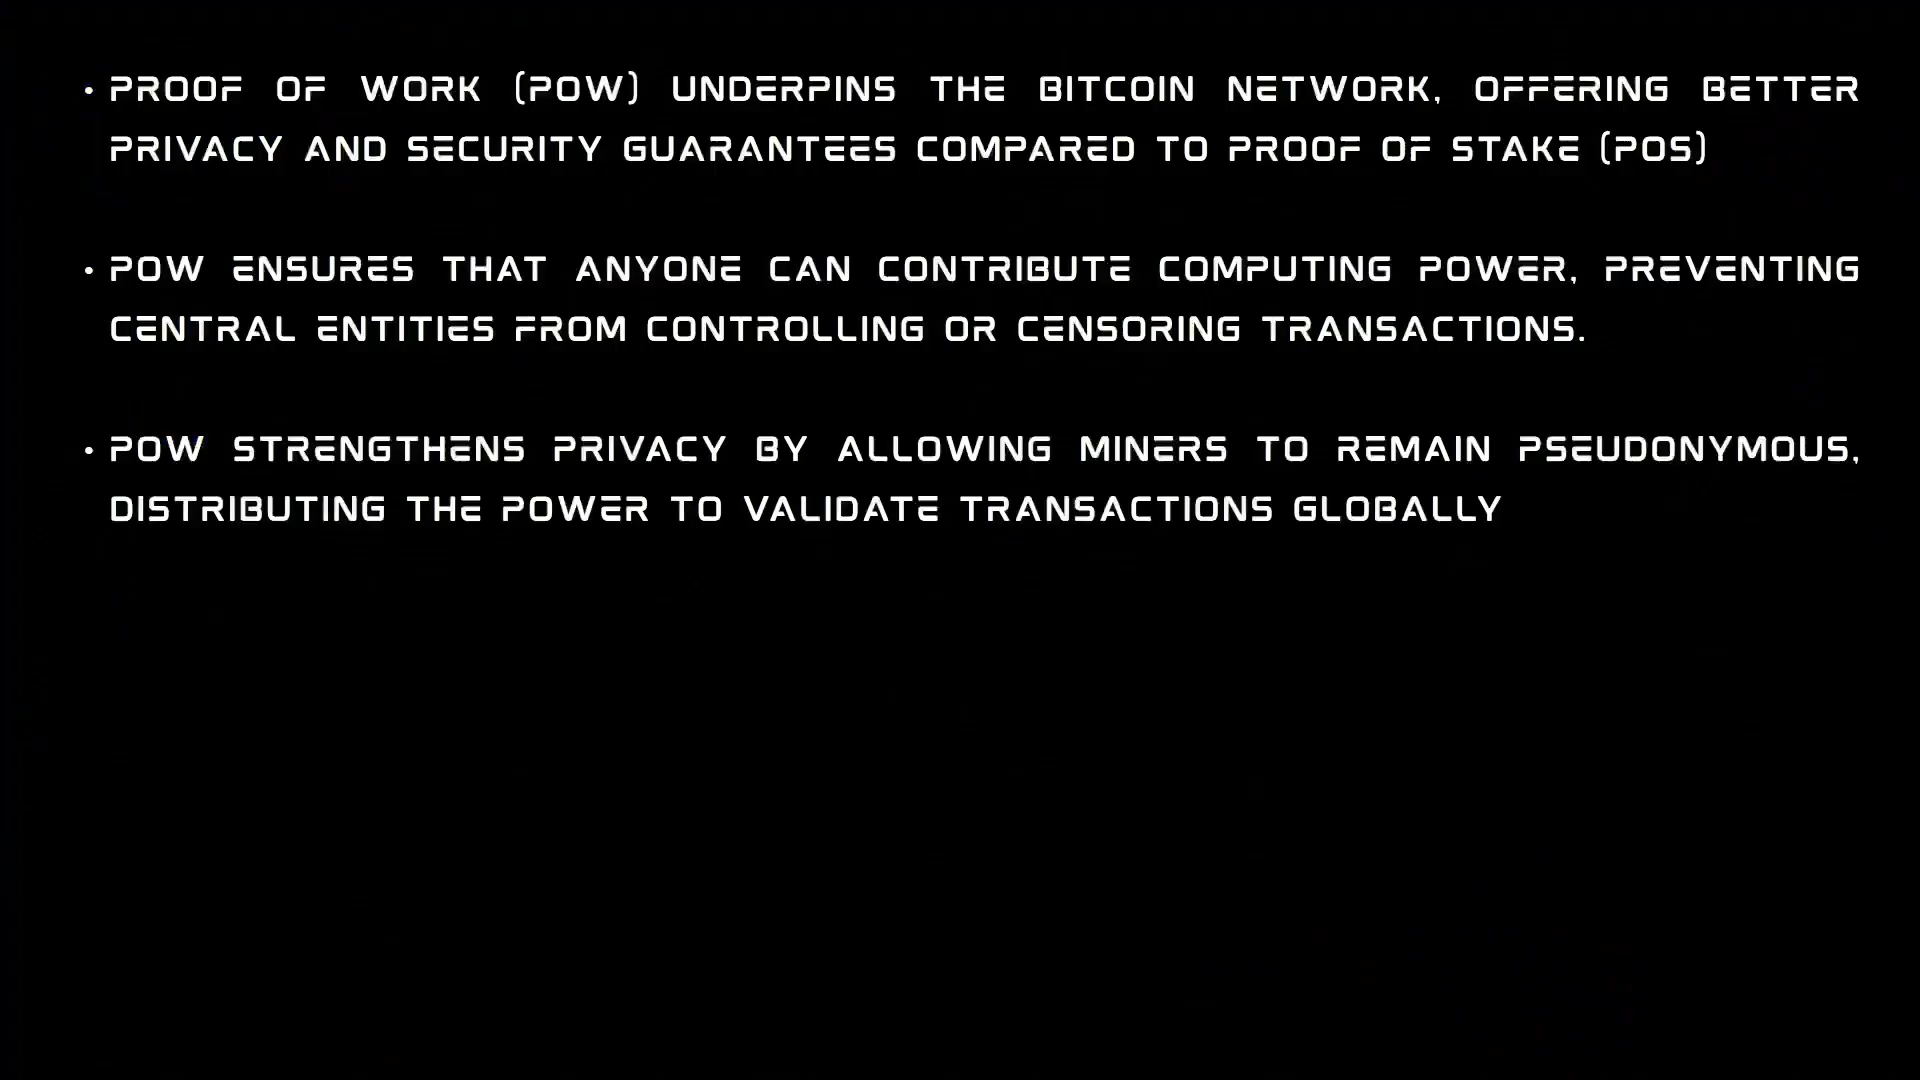 • PROOF OF WORK (POW) UNDERPINS THE BITCOIN NETWORK, OFFERING BETTER
PRIVACY AND SECURITY GUARANTEES COMPARED TO PROOF OF STAKE (POS)
• POW ENSURES THAT ANYONE CAN CONTRIBUTE COMPUTING POWER, PREVENTING
CENTRAL ENTITIES FROM CONTROLLING OR CENSORING TRANSACTIONS.
• POW STRENGTHENS PRIVACY BY ALLOWING MINERS TO REMAIN PSEUDONYMOUS,
DISTRIBUTING THE POWER TO VALIDATE TRANSACTIONS GLOBALLY